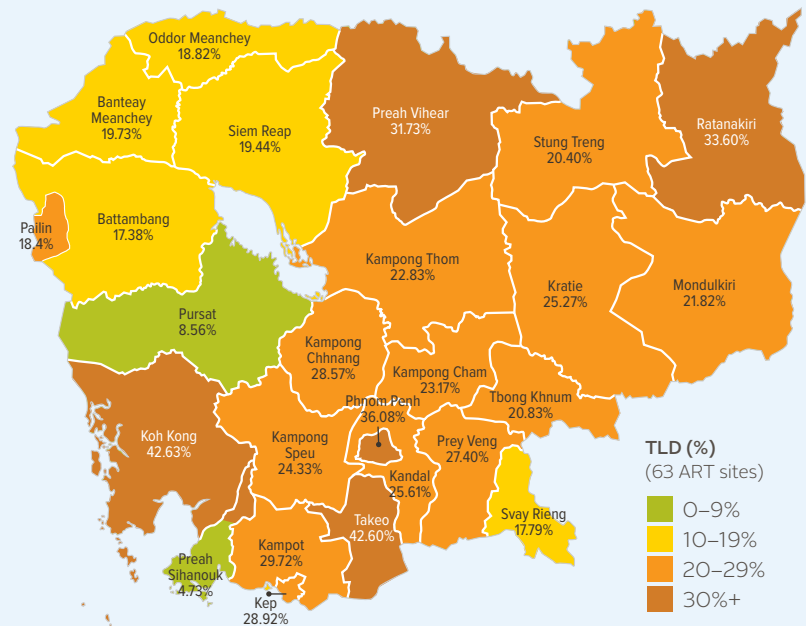 Oddor Meanchey
18.82%
Banteay
Meanchey
19.73%
Siem Reap
19.44%
Preah Vihear
31.73%
Stung Treng
20.40%
Ratanakiri
33.60%
Pailin
18.4%
Battambang
17.38%
Kampong Thom
22.83%
Kratie
25.27%
Mondulkiri
21.82%
Pursat
8.56%
Kampong
Chhnang
28.57%
Kampong Cham
23.17%
Phnom Penh
36.08%
Tbong Khnum
20.83%
Koh Kong
42.63%
Kampong
Speu
24.33%
Prey Veng
27.40%
Kandal
25.61%
Svay Rieng
17.79%
Takeo
42.60%
Kampot
29.72%
Preah
Sihanouk
4.73%
Kep
28.92%
TLD (%)
(63 ART sites)
0–9%
10–19%
20–29%
30%+